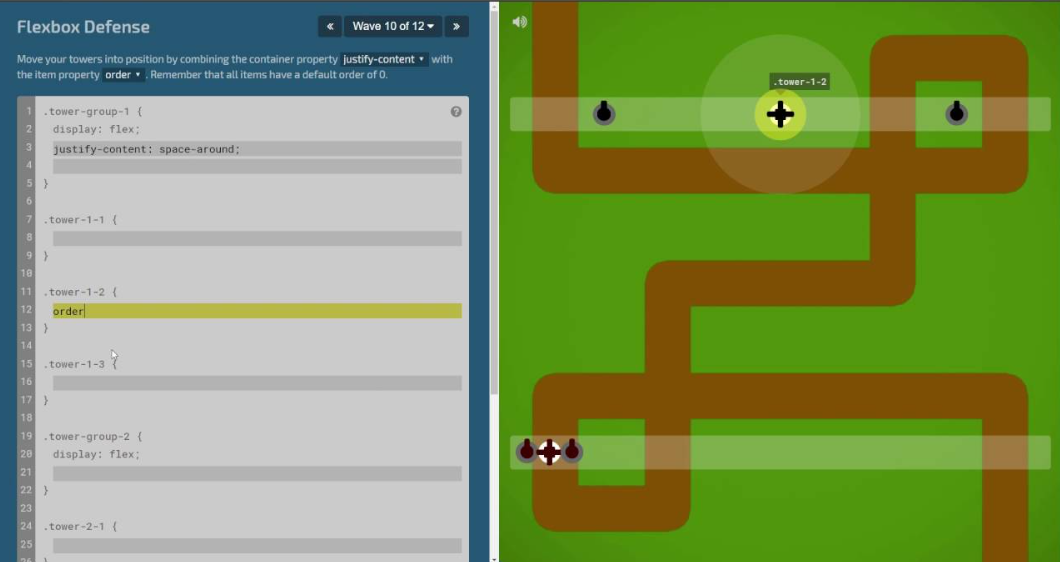 Flexbox Defense
«
Wave 10 of 12
»
Move your towers into position by combining the container property justify-content with
the item property order . Remember that all items have a default order of 0.
1 .tower-group-1 {
?
2 display: flex;
3 justify-content: space-around;
4
5 }
6
7 .tower-1-1 {
8
9 }
10
11 .tower-1-2 {
12 order
13 }
14
15 .tower-1-3 {
16
17 }
18
19 .tower-group-2 {
20 display: flex;
21
22 }
23
24 .tower-2-1 {
25
26 }
.tower-1-2